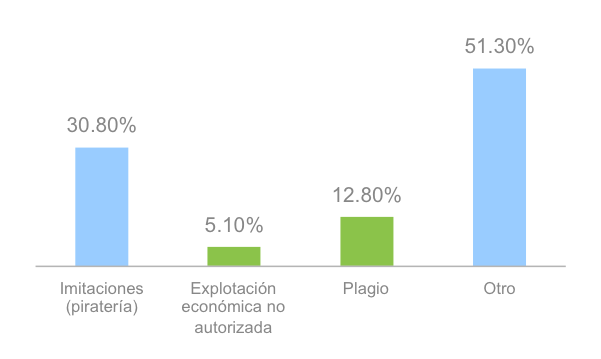 51.30%
30.80%
12.80%
5.10%
Imitaciones
(piratería)
Explotación
económica no
autorizada
Plagio
Otro